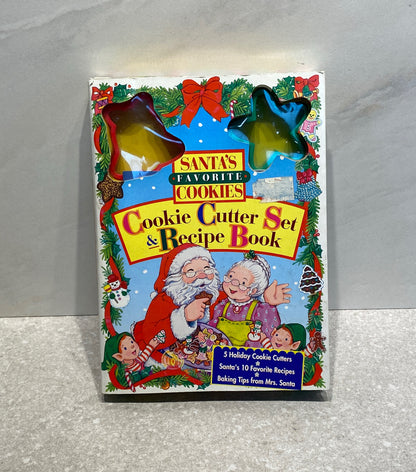 SANTA'S
FAVORITE
COOKIES
Cookie Cutter Set
& Recipe Book
5 Holiday Cookie Cutters
Santa's 10 Favorite Recipes
Baking Tips from Mrs. Santa